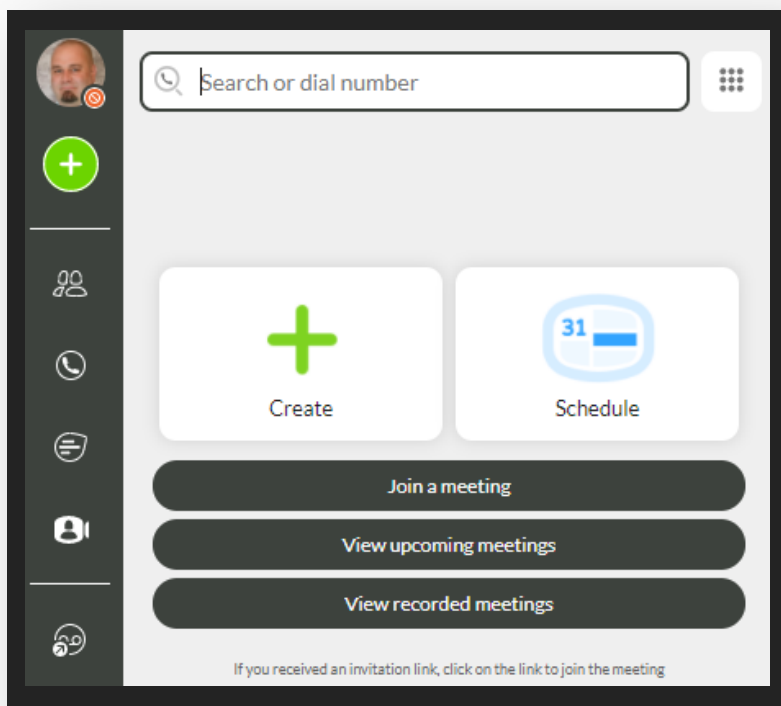 Search or dial number
31
Create
Schedule
Join a meeting
View upcoming meetings
View recorded meetings
If you received an invitation link, click on the link to join the meeting